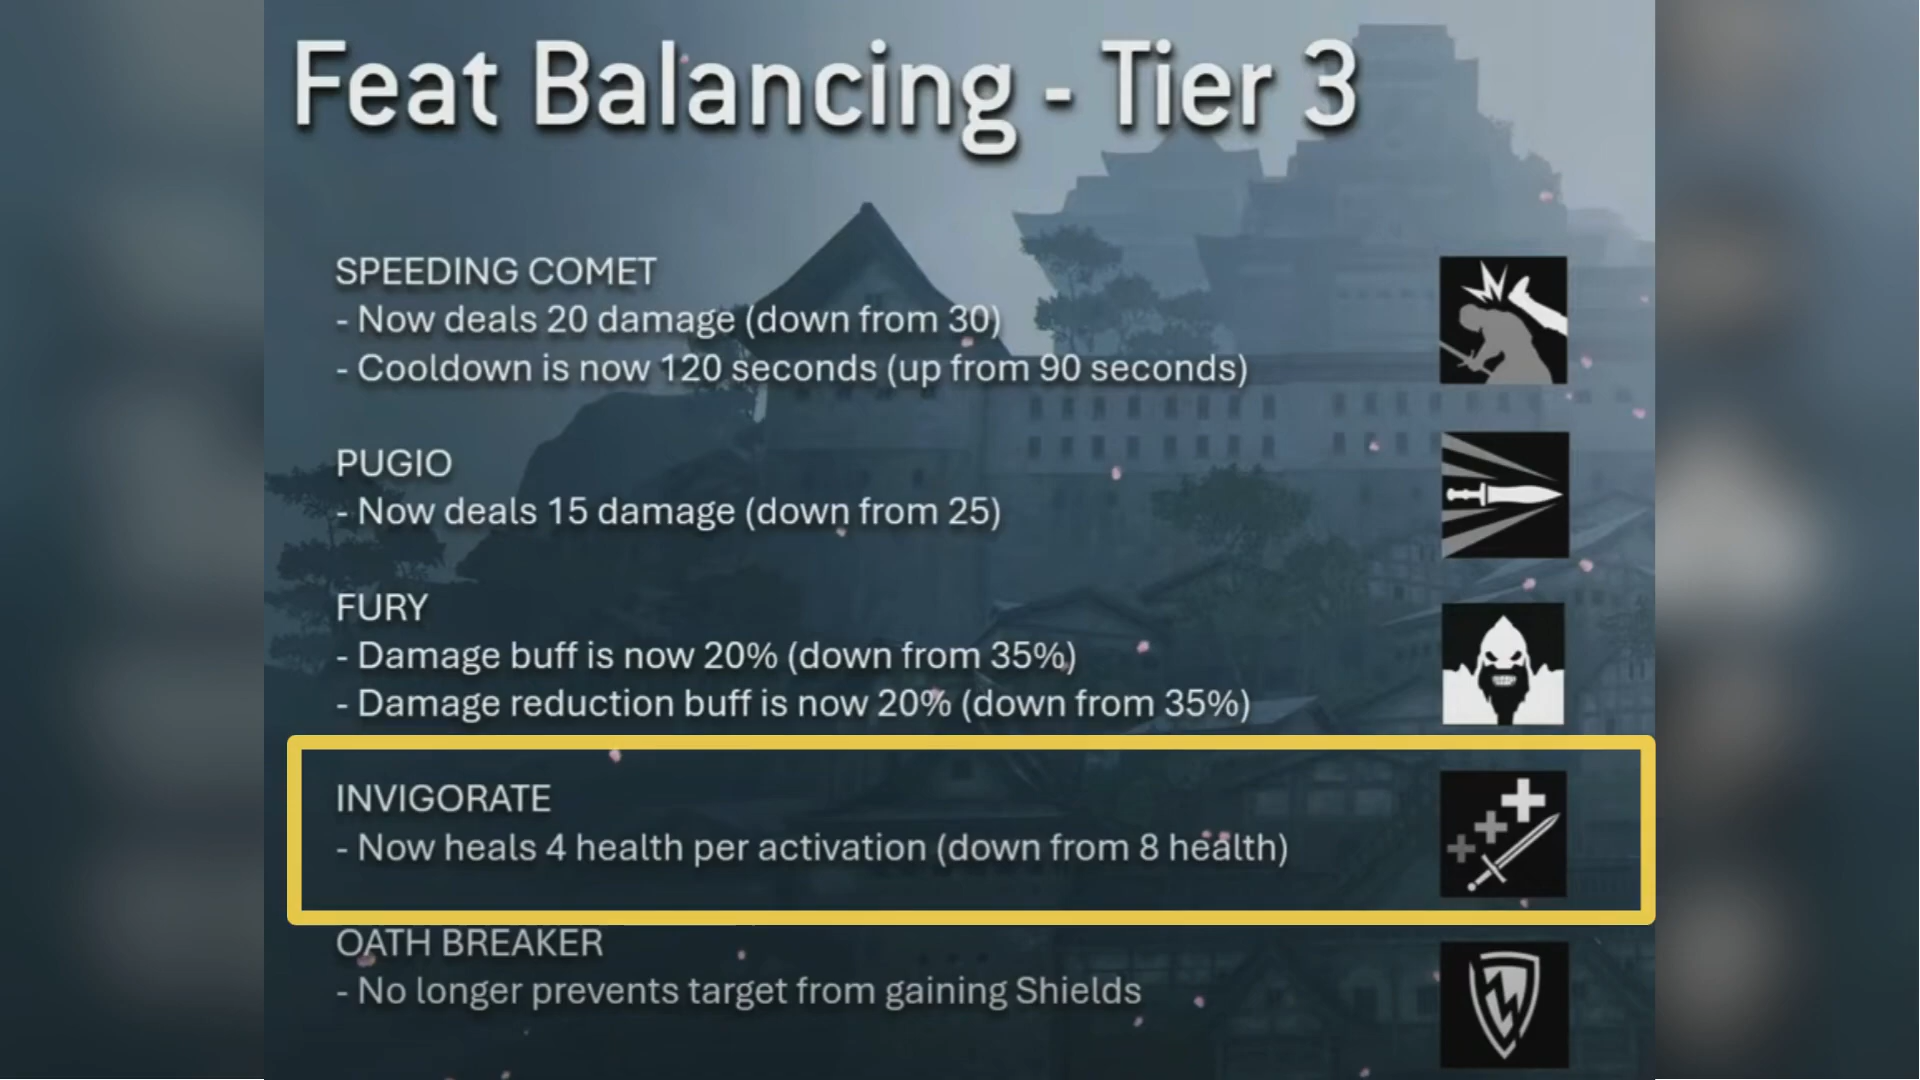 Feat Balancing - Tier 3
SPEEDING COMET
- Now deals 20 damage (down from 30)
- Cooldown is now 120 seconds (up from 90 seconds)
PUGIO
- Now deals 15 damage (down from 25)
FURY
- Damage buff is now 20% (down from 35%)
- Damage reduction buff is now 20% (down from 35%)
INVIGORATE
- Now heals 4 health per activation (down from 8 health)
OATH BREAKER
- No longer prevents target from gaining Shields